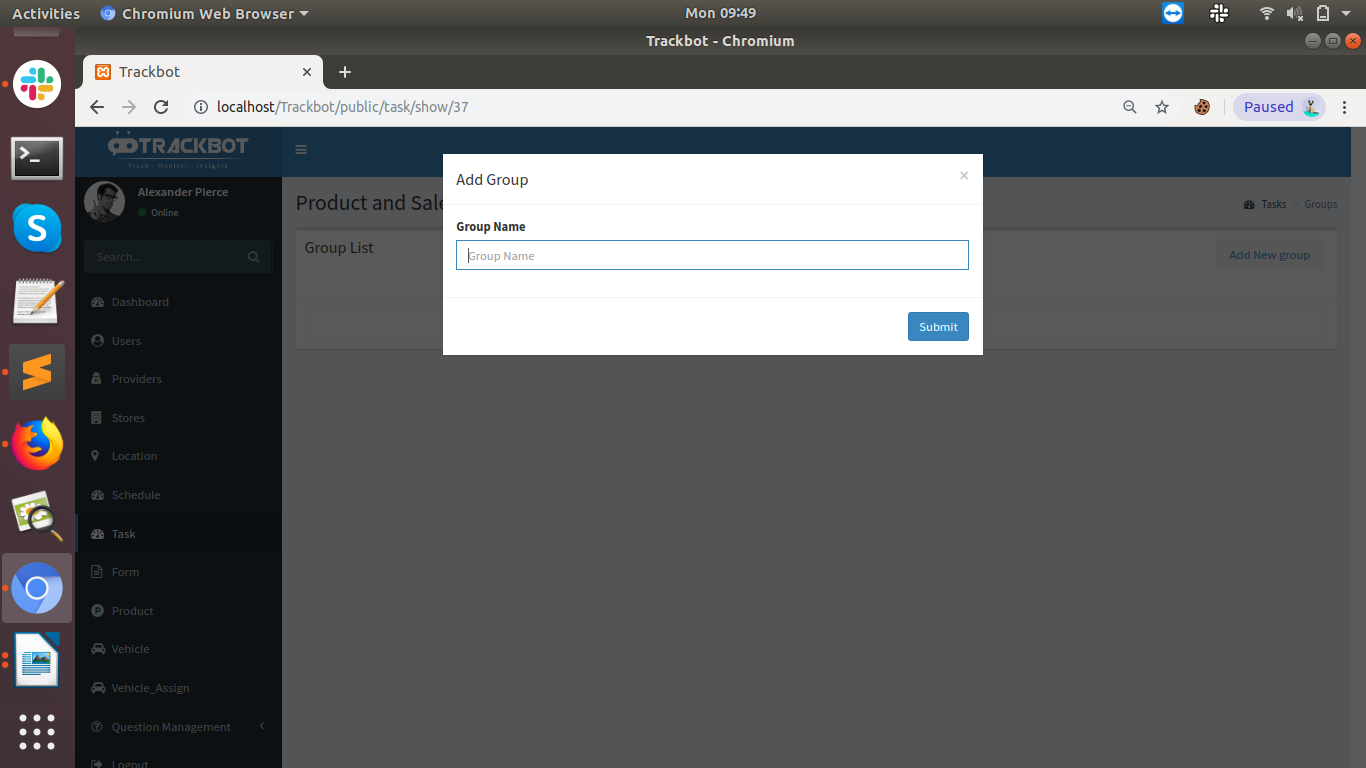 Activities
Chromium Web Browser
Mon 09:49
Trackbot - Chromium
Trackbot
localhost/Trackbot/public/task/show/37
Paused
TRACKBOT
Track - Monitor - Insights
Alexander Pierce
Online
Search...
Dashboard
Users
Providers
Stores
Location
Schedule
Task
Form
Product
Vehicle
Vehicle_Assign
Question Management
Logout
Product and Sale
Tasks > Groups
Group List
Add New group
Add Group
×
Group Name
Group Name
Submit